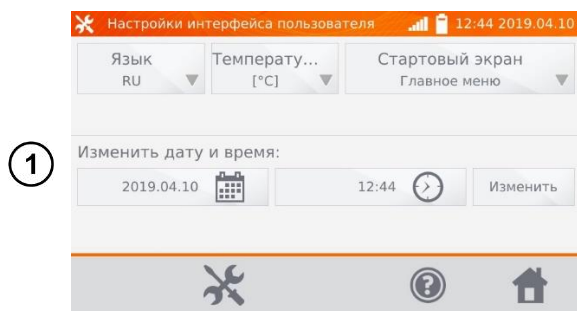 Настройки интерфейса пользователя 12:44 2019.04.10
Язык Температу... Стартовый экран
RU [°C] Главное меню
1 Изменить дату и время:
2019.04.10 12:44 Изменить
?